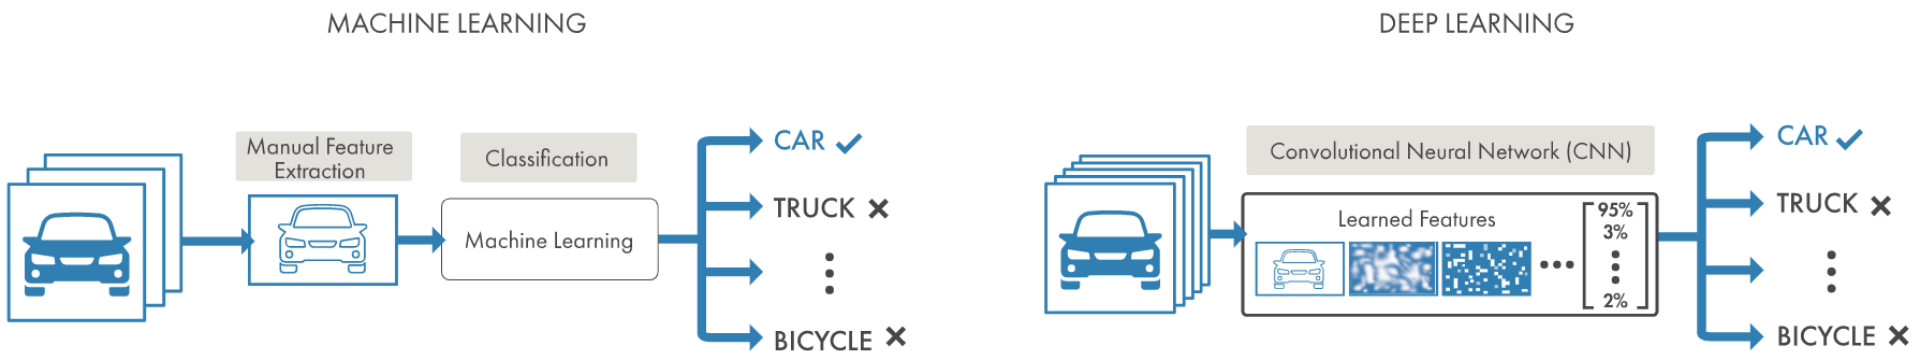 MACHINE LEARNING
Manual Feature
Extraction
Classification
Machine Learning
CAR
TRUCK
BICYCLE
DEEP LEARNING
Convolutional Neural Network (CNN)
Learned Features
95%
3%
2%
CAR
TRUCK
BICYCLE